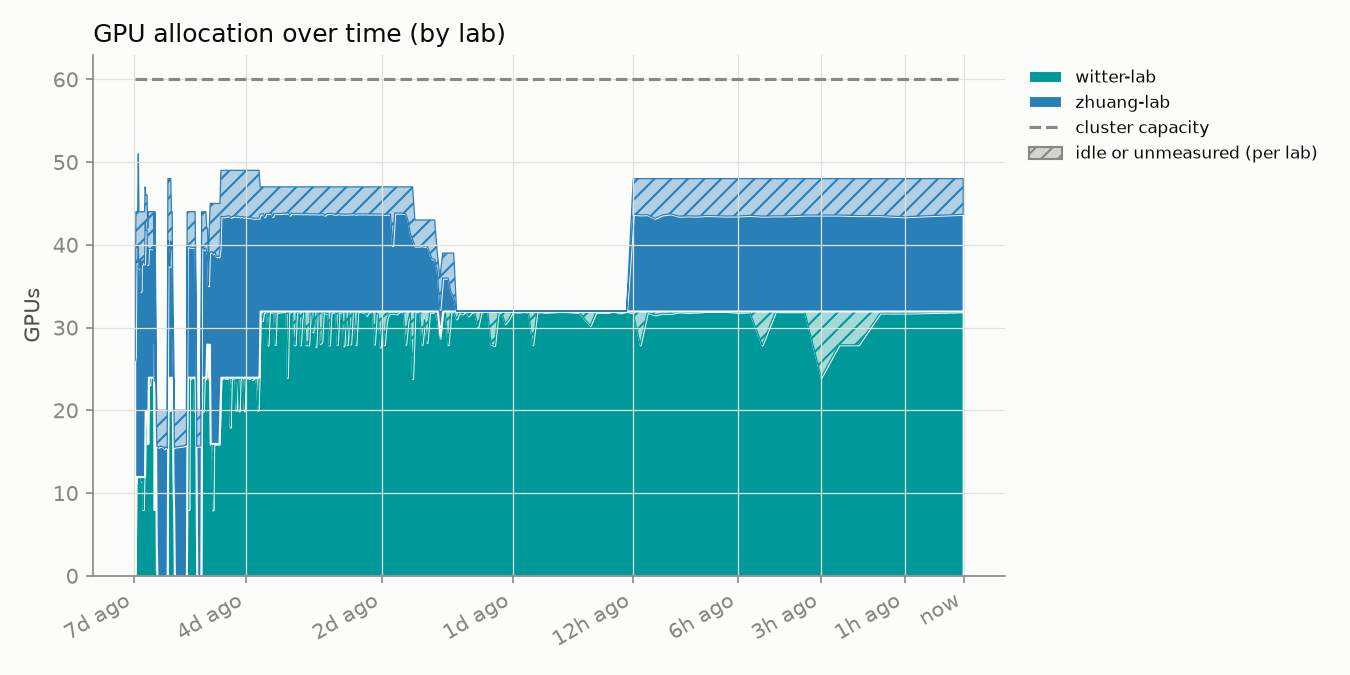 GPU allocation over time (by lab)
witter-lab
zhuang-lab
cluster capacity
idle or unmeasured (per lab)
GPUs
60
50
40
30
20
10
0
7d ago
4d ago
2d ago
1d ago
12h ago
6h ago
3h ago
1h ago
now